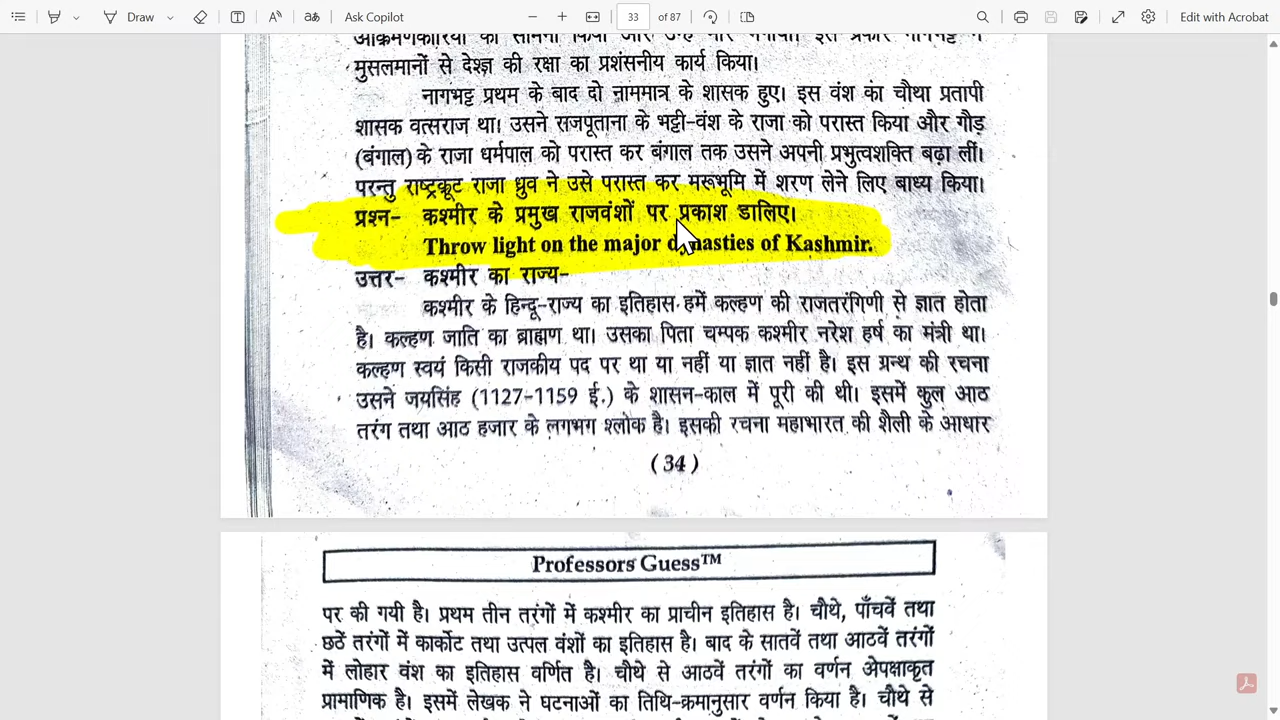 Draw
Ask Copilot
33 of 87
Edit with Acrobat
मुसलमानों से देश्ज्ञ की रक्षा का प्रशंसनीय कार्य किया।
नागभट्ट प्रथम के बाद दो नाममात्र के शासक हुए। इस वंश का चौथा प्रतापी
शासक वत्सराज था। उसने राजपूताना के भट्टी-वंश के राजा को परास्त किया और गौड़
(बंगाल) के राजा धर्मपाल को परास्त कर बंगाल तक उसने अपनी प्रभुत्वशक्ति बढ़ा लीं।
परन्तु राष्ट्रकूट राजा ध्रुव ने उसे परास्त कर मरूभूमि में शरण लेने लिए बाध्य किया।
प्रश्न- कश्मीर के प्रमुख राजवंशों पर प्रकाश डालिए।
Throw light on the major dynasties of Kashmir.
उत्तर- कश्मीर का राज्य-
कश्मीर के हिन्दू-राज्य का इतिहास हमें कल्हण की राजतरंगिणी से ज्ञात होता
है। कल्हण जाति का ब्राह्मण था। उसका पिता चम्पक कश्मीर नरेश हर्ष का मंत्री था।
कल्हण स्वयं किसी राजकीय पद पर था या नहीं या ज्ञात नहीं है। इस ग्रन्थ की रचना
उसने जयसिंह (1127-1159 ई.) के शासन-काल में पूरी की थी। इसमें कुल आठ
तरंग तथा आठ हजार के लगभग श्लोक है। इसकी रचना महाभारत की शैली के आधार
(34)
Professors Guess™
पर की गयी है। प्रथम तीन तरंगों में कश्मीर का प्राचीन इतिहास है। चौथे, पाँचवें तथा
छठें तरंगों में कार्कोट तथा उत्पल वंशों का इतिहास है। बाद के सातवें तथा आठवें तरंगों
में लोहार वंश का इतिहास वर्णित है। चौथे से आठवें तरंगों का वर्णन अपेक्षाकृत
प्रामाणिक है। इसमें लेखक ने घटनाओं का तिथि-क्रमानुसार वर्णन किया है। चौथे से